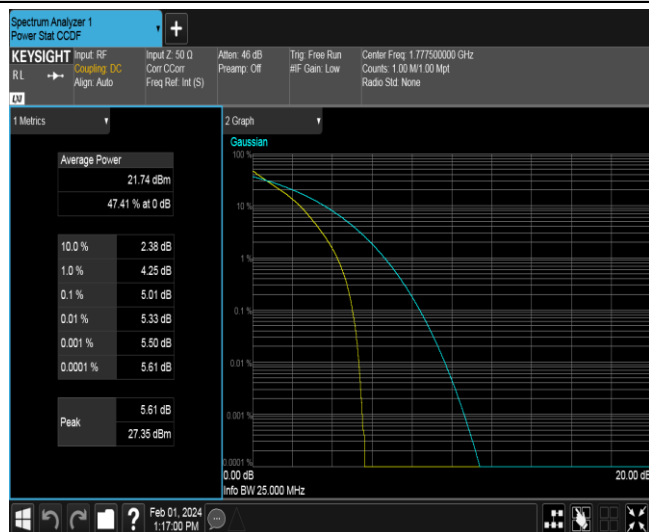 Spectrum Analyzer 1
Power Stat CCDF
+
KEYSIGHT
RL
LXI
Input: RF
Coupling: DC
Align: Auto
Input Z: 50 Ω
Corr CCorr
Freq Ref: Int (S)
Atten: 46 dB
Preamp: Off
Trig: Free Run
#IF Gain: Low
Center Freq: 1.777500000 GHz
Counts: 1.00 M/1.00 Mpt
Radio Std: None
1 Metrics
Average Power
21.74 dBm
47.41 % at 0 dB
10.0 % 2.38 dB
1.0 % 4.25 dB
0.1 % 5.01 dB
0.01 % 5.33 dB
0.001 % 5.50 dB
0.0001 % 5.61 dB
Peak
5.61 dB
27.35 dBm
2 Graph
Gaussian
100 %
10 %
1 %
0.1 %
0.01 %
0.001 %
0.0001 %
0.00 dB
20.00 dB
Info BW 25.000 MHz
?
Feb 01, 2024
1:17:00 PM